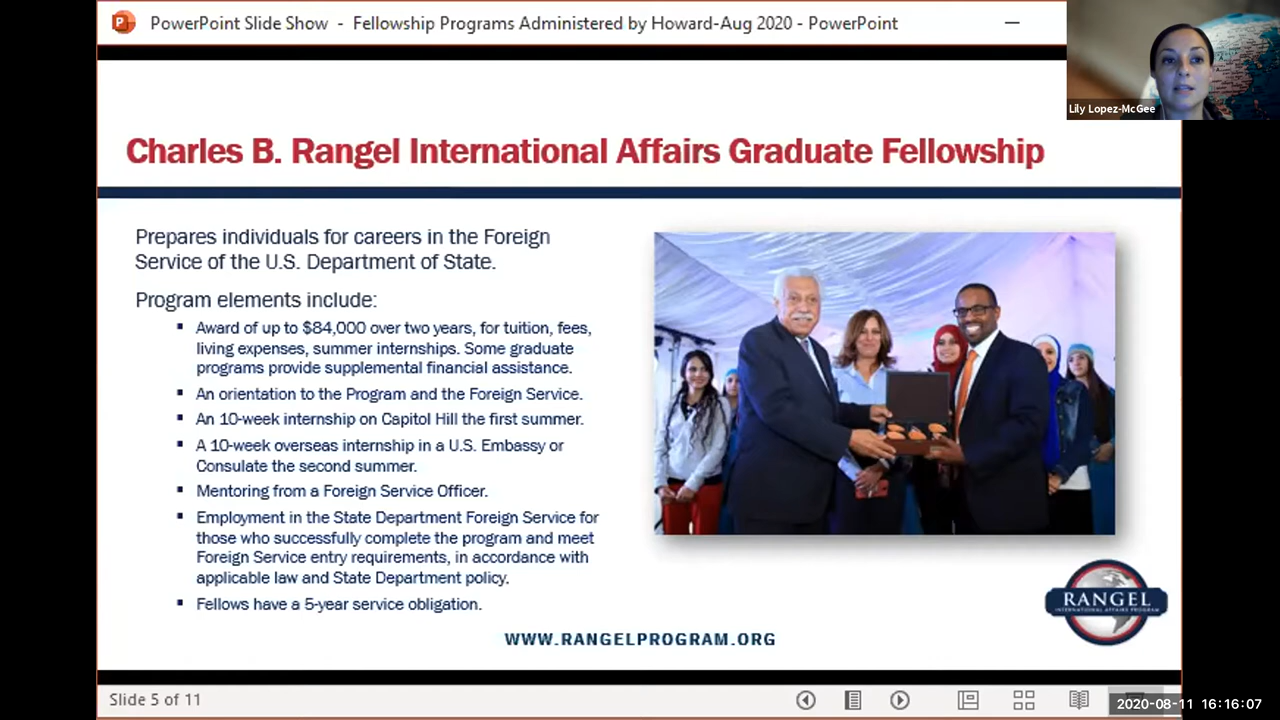 PowerPoint Slide Show - Fellowship Programs Administered by Howard-Aug 2020 - PowerPoint
Lily Lopez-McGee
Charles B. Rangel International Affairs Graduate Fellowship
Prepares individuals for careers in the Foreign
Service of the U.S. Department of State.
Program elements include:
▪ Award of up to $84,000 over two years, for tuition, fees,
living expenses, summer internships. Some graduate
programs provide supplemental financial assistance.
▪ An orientation to the Program and the Foreign Service.
▪ An 10-week internship on Capitol Hill the first summer.
▪ A 10-week overseas internship in a U.S. Embassy or
Consulate the second summer.
▪ Mentoring from a Foreign Service Officer.
▪ Employment in the State Department Foreign Service for
those who successfully complete the program and meet
Foreign Service entry requirements, in accordance with
applicable law and State Department policy.
▪ Fellows have a 5-year service obligation.
RANGEL
INTERNATIONAL AFFAIRS PROGRAM
WWW.RANGELPROGRAM.ORG
Slide 5 of 11
2020-08-11 16:16:07